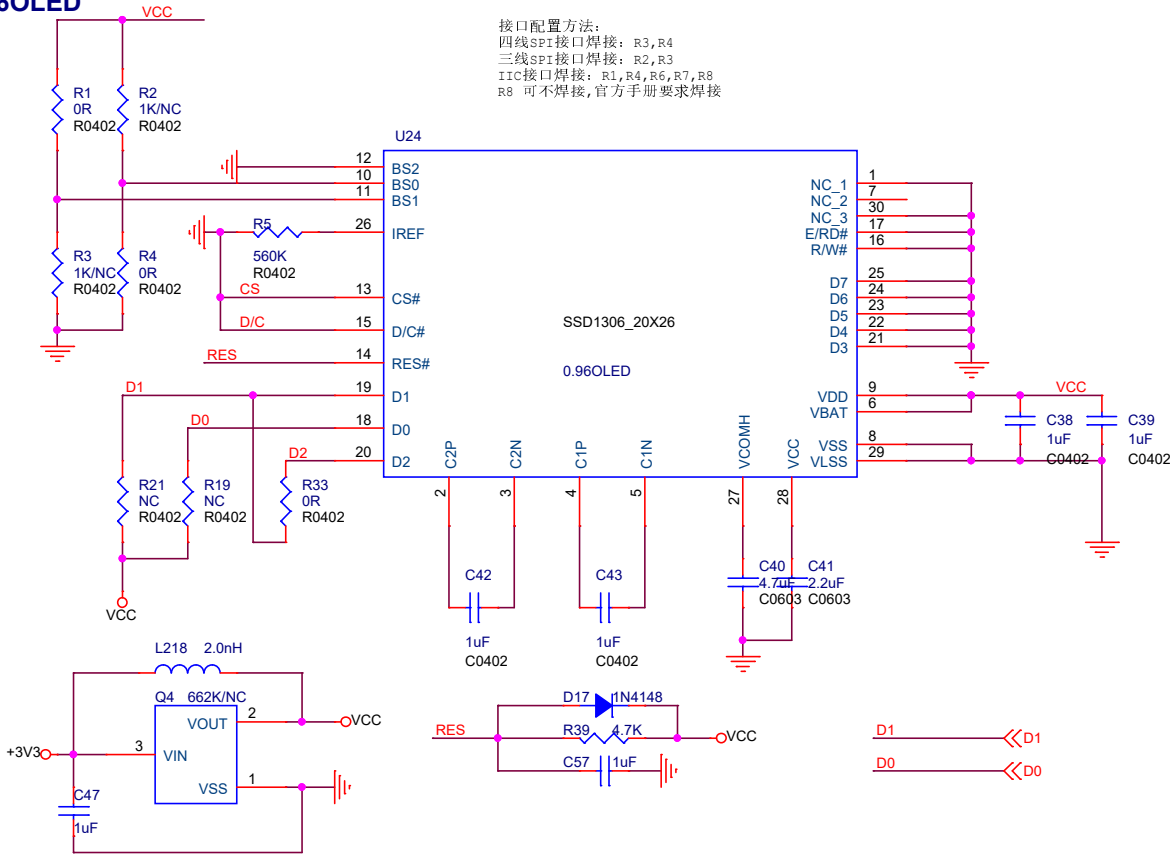 6OLED
VCC
接口配置方法:
四线SPI接口焊接: R3,R4
三线SPI接口焊接: R2,R3
IIC接口焊接: R1,R4,R6,R7,R8
R8 可不焊接,官方手册要求焊接
R1
0R
R0402
R2
1K/NC
R0402
R3
1K/NC
R0402
R4
0R
R0402
U24
12
BS2
10
BS0
11
BS1
R5
560K
R0402
26
IREF
CS
13
CS#
D/C
15
D/C#
RES
14
RES#
D1
19
D1
D0
18
D0
D2
20
D2
SSD1306_20X26
0.96OLED
NC_1
1
NC_2
7
NC_3
30
E/RD#
17
R/W#
16
D7
25
D6
24
D5
23
D4
22
D3
21
VDD
9
VBAT
6
VSS
8
VLSS
29
VCC
C38
1uF
C0402
C39
1uF
C0402
C2P
2
C2N
3
C1P
4
C1N
5
VCOMH
27
VCC
28
R21
NC
R0402
R19
NC
R0402
R33
0R
R0402
VCC
C42
1uF
C0402
C43
1uF
C0402
C40
4.7uF
C0603
C41
2.2uF
C0603
L218 2.0nH
Q4 662K/NC
VOUT
2
VCC
+3V3
3
VIN
VSS
1
C47
1uF
RES
D17
1N4148
R39
4.7K
VCC
C57
1uF
D1
D1
D0
D0